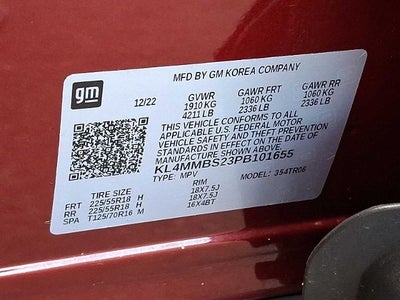 gm
MFD BY GM KOREA COMPANY
12/22 GVWR GAWR FRT GAWR RR
1910 KG 1060 KG 1060 KG
4211 LB 2336 LB 2336 LB
THIS VEHICLE CONFORMS TO ALL
APPLICABLE U.S. FEDERAL MOTOR
VEHICLE SAFETY AND THEFT PREVENTION
STANDARDS IN EFFECT ON THE DATE OF
MANUFACTURE SHOWN ABOVE.
KL4MMBS23PB101655
TYPE: MPV MODEL: 354TR06
TIRE SIZE RIM
FRT 225/55R18 H 18X7.5J
RR 225/55R18 H 18X7.5J
SPA T125/70R16 M 16X4BT